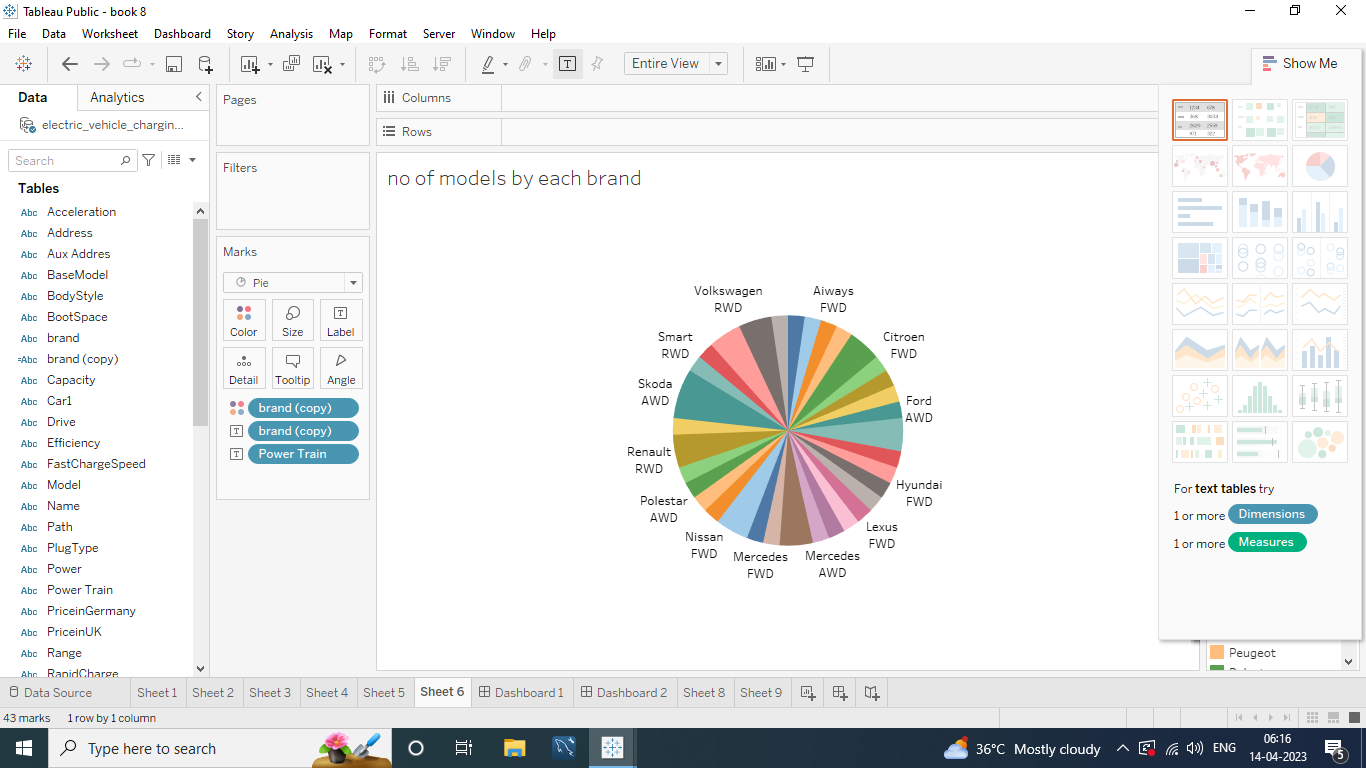 Tableau Public - book 8
File Data Worksheet Dashboard Story Analysis Map Format Server Window Help
Entire View
Show Me
Data Analytics
electric_vehicle_chargin...
Search
Tables
Abc Acceleration
Abc Address
Abc Aux Addres
Abc BaseModel
Abc BodyStyle
Abc BootSpace
Abc brand
=Abc brand (copy)
Abc Capacity
Abc Car1
Abc Drive
Abc Efficiency
Abc FastChargeSpeed
Abc Model
Abc Name
Abc Path
Abc PlugType
Abc Power
Abc Power Train
Abc PriceinGermany
Abc PriceinUK
Abc Range
Abc RapidCharge
Pages
Filters
Marks
Pie
Color Size Label
Detail Tooltip Angle
brand (copy)
brand (copy)
Power Train
Columns
Rows
no of models by each brand
Volkswagen
RWD
Aiways
FWD
Smart
RWD
Citroen
FWD
Skoda
AWD
Ford
AWD
Renault
RWD
Hyundai
FWD
Polestar
AWD
Lexus
FWD
Nissan
FWD
Mercedes
FWD
Mercedes
AWD
For text tables try
1 or more Dimensions
1 or more Measures
Peugeot
Data Source Sheet 1 Sheet 2 Sheet 3 Sheet 4 Sheet 5 Sheet 6 Dashboard 1 Dashboard 2 Sheet 8 Sheet 9
43 marks 1 row by 1 column
Type here to search
36°C Mostly cloudy
ENG
06:16
14-04-2023
5